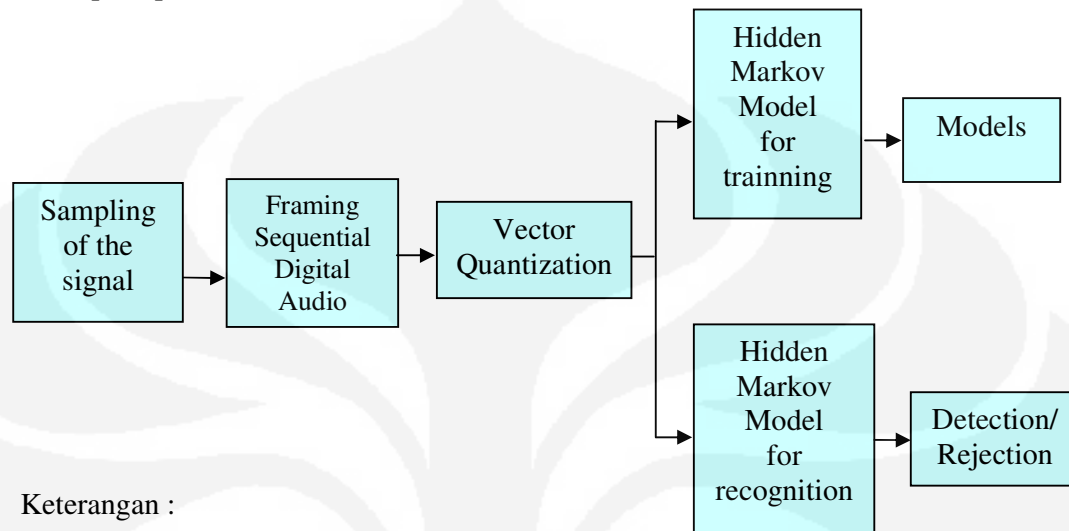 Sampling
of the
signal
Framing
Sequential
Digital
Audio
Vector
Quantization
Hidden
Markov
Model
for
trainning
Models
Hidden
Markov
Model
for
recognition
Detection/
Rejection
Keterangan :